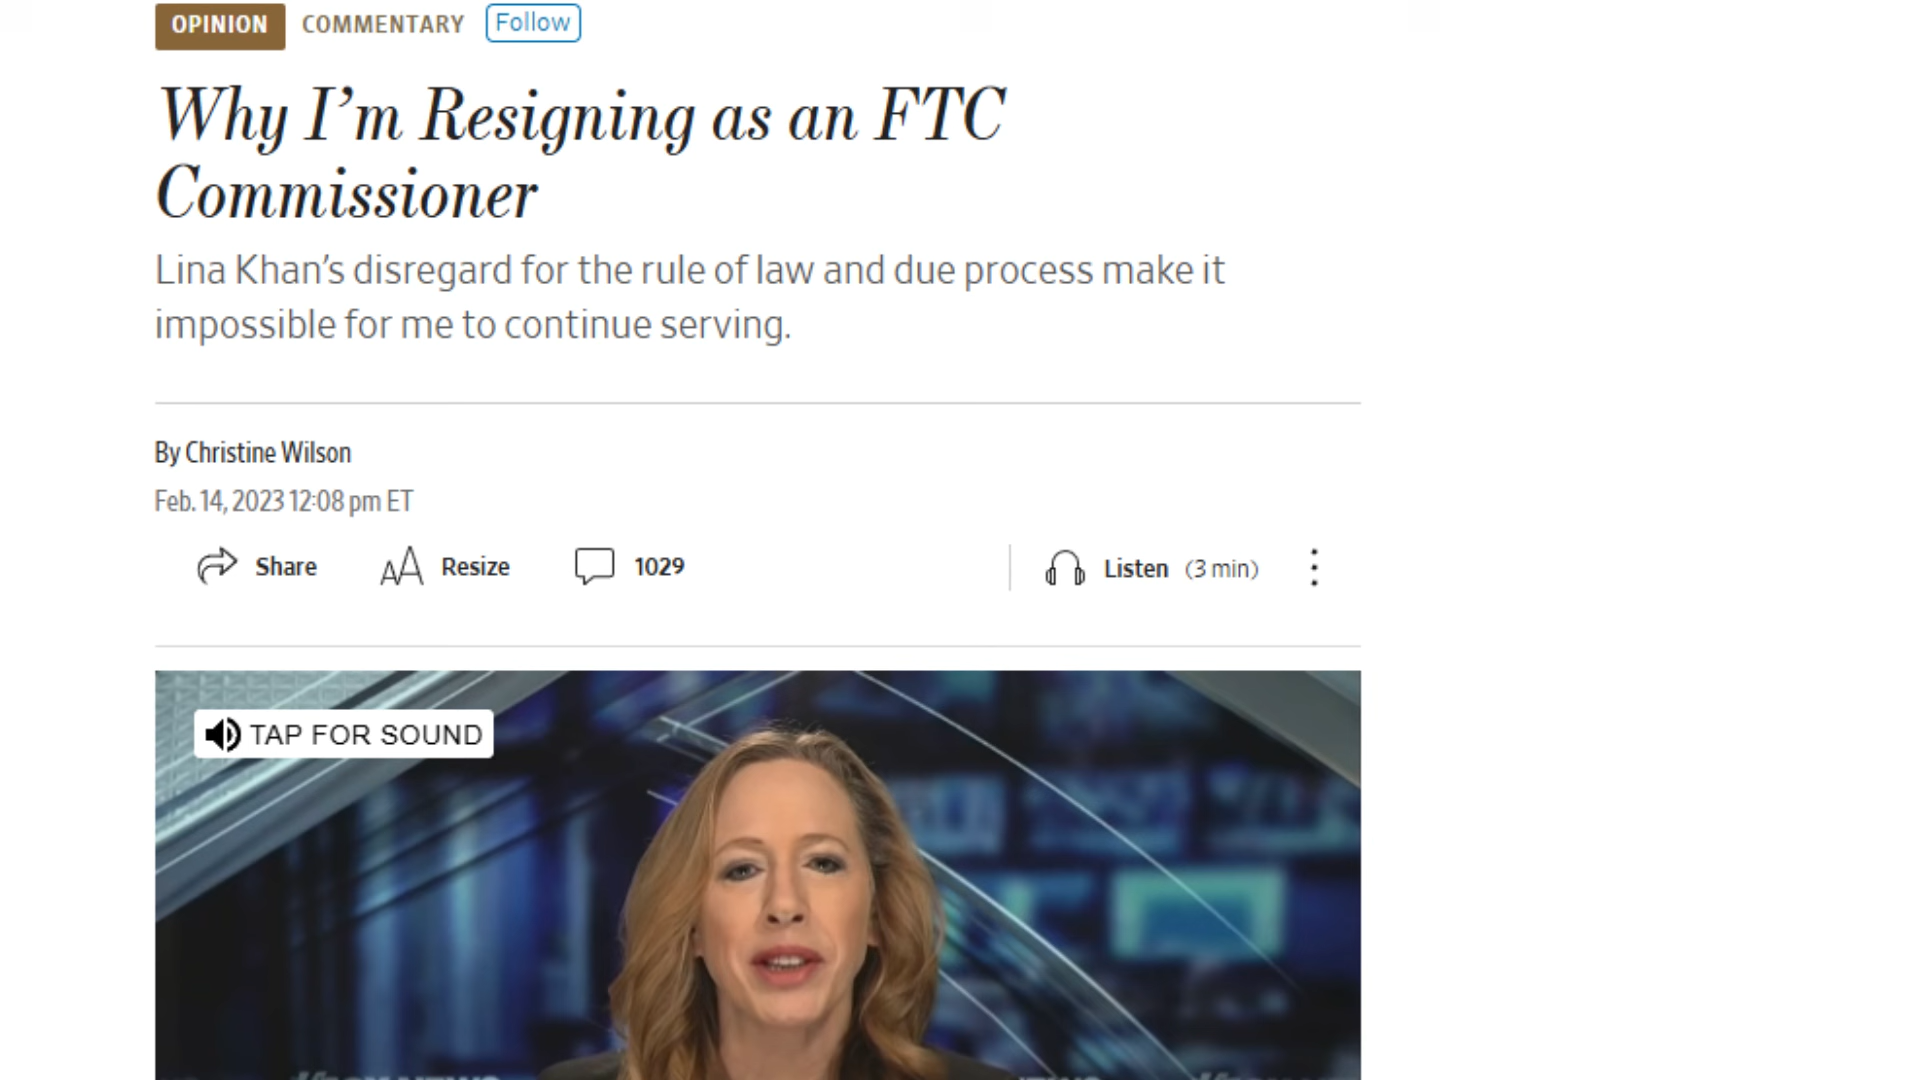 OPINION COMMENTARY Follow
Why I’m Resigning as an FTC
Commissioner
Lina Khan’s disregard for the rule of law and due process make it
impossible for me to continue serving.
By Christine Wilson
Feb. 14, 2023 12:08 pm ET
Share AA Resize 1029 Listen (3 min)
TAP FOR SOUND